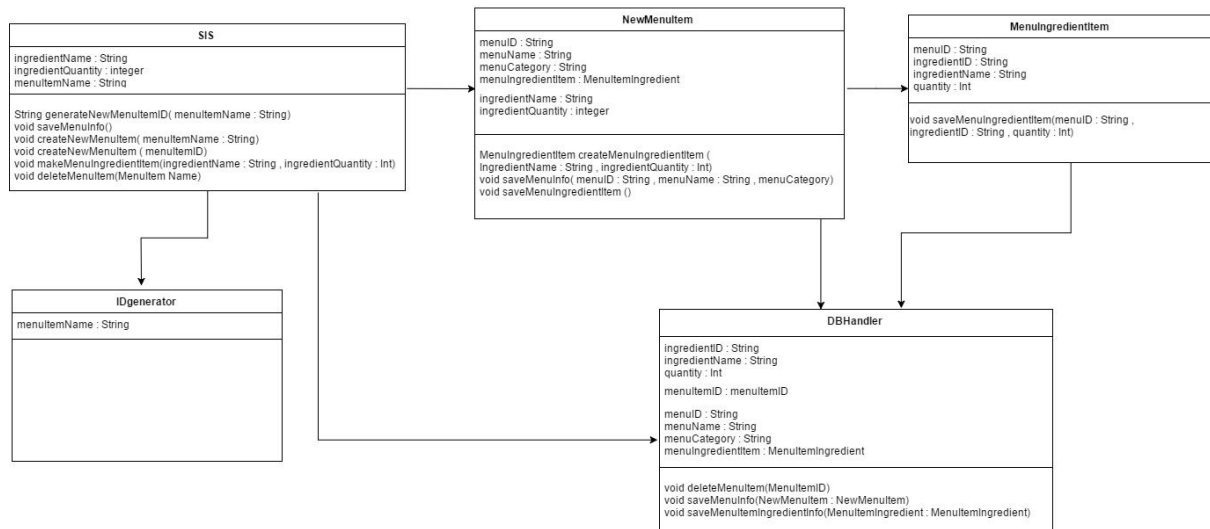 SIS
ingredientName : String
ingredientQuantity : integer
menuItemName : String
String generateNewMenuItemID( menuItemName : String)
void saveMenuInfo()
void createNewMenuItem( menuItemName : String)
void createNewMenuItem ( menuItemID)
void makeMenuIngredientItem(ingredientName : String , ingredientQuantity : Int)
void deleteMenuItem(MenuItem Name)
NewMenuItem
menuID : String
menuName : String
menuCategory : String
menuIngredientItem : MenuItemIngredient
ingredientName : String
ingredientQuantity : integer
MenuIngredientItem createMenuIngredientItem (
IngredientName : String , ingredientQuantity : Int)
void saveMenuInfo( menuID : String , menuName : String , menuCategory)
void saveMenuIngredientItem ()
MenuIngredientItem
menuID : String
ingredientID : String
ingredientName : String
quantity : Int
void saveMenuIngredientItem(menuID : String ,
ingredientID : String , quantity : Int)
IDgenerator
menuItemName : String
DBHandler
ingredientID : String
ingredientName : String
quantity : Int
menuItemID : menuItemID
menuID : String
menuName : String
menuCategory : String
menuIngredientItem : MenuItemIngredient
void deleteMenuItem(MenuItemID)
void saveMenuInfo(NewMenuItem : NewMenuItem)
void saveMenuItemIngredientInfo(MenuItemIngredient : MenuItemIngredient)